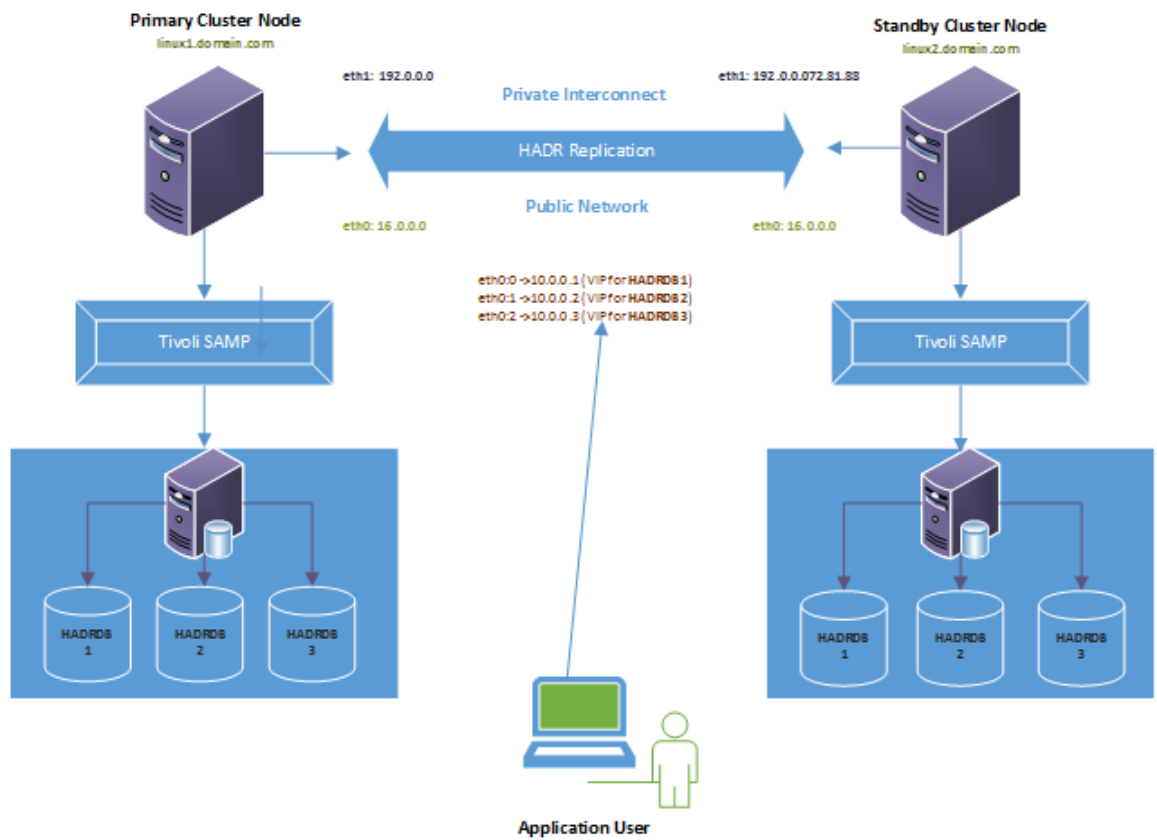 Primary Cluster Node
linux1.domain.com
Standby Cluster Node
linux2.domain.com
eth1: 192.0.0.0
eth1: 192.0.0.072.81.88
Private Interconnect
HADR Replication
Public Network
eth0: 16.0.0.0
eth0: 16.0.0.0
eth0:0 ->10.0.0.1 ( VIP for HADRDB1)
eth0:1 ->10.0.0.2 ( VIP for HADRDB2)
eth0:2 ->10.0.0.3 ( VIP for HADRDB3)
Tivoli SAMP
Tivoli SAMP
HADRDB
1
HADRDB
2
HADRDB
3
HADRDB
1
HADRDB
2
HADRDB
3
Application User